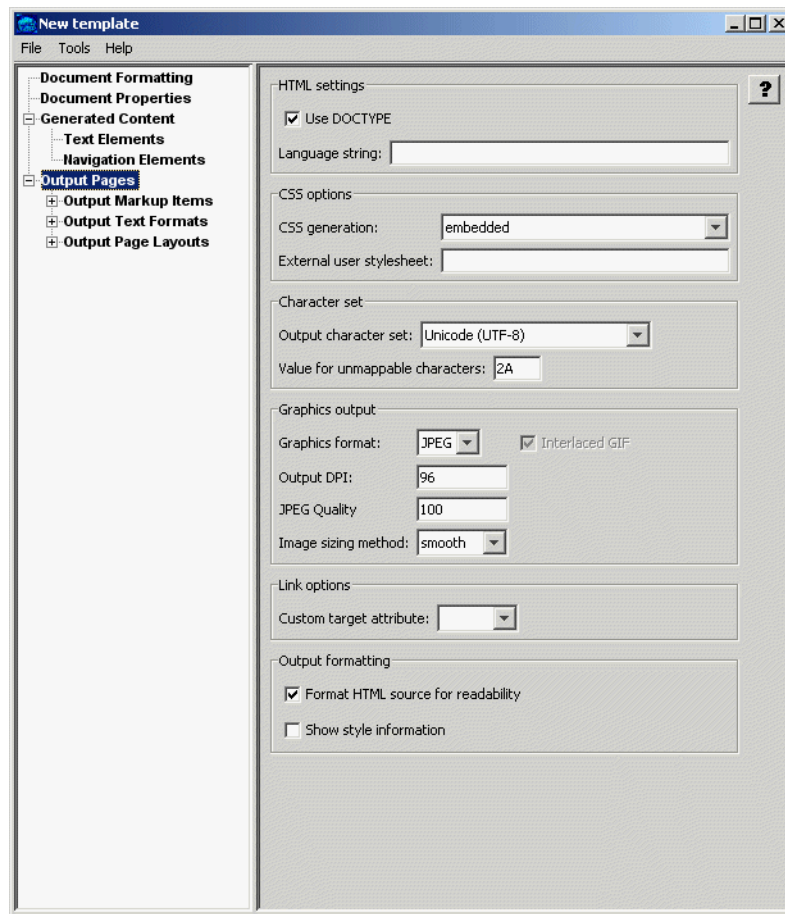 New template
File Tools Help
Document Formatting
Document Properties
Generated Content
Text Elements
Navigation Elements
Output Pages
Output Markup Items
Output Text Formats
Output Page Layouts
HTML settings
?
Use DOCTYPE
Language string:
CSS options
CSS generation: embedded
External user stylesheet:
Character set
Output character set: Unicode (UTF-8)
Value for unmappable characters: 2A
Graphics output
Graphics format: JPEG Interlaced GIF
Output DPI: 96
JPEG Quality 100
Image sizing method: smooth
Link options
Custom target attribute:
Output formatting
Format HTML source for readability
Show style information